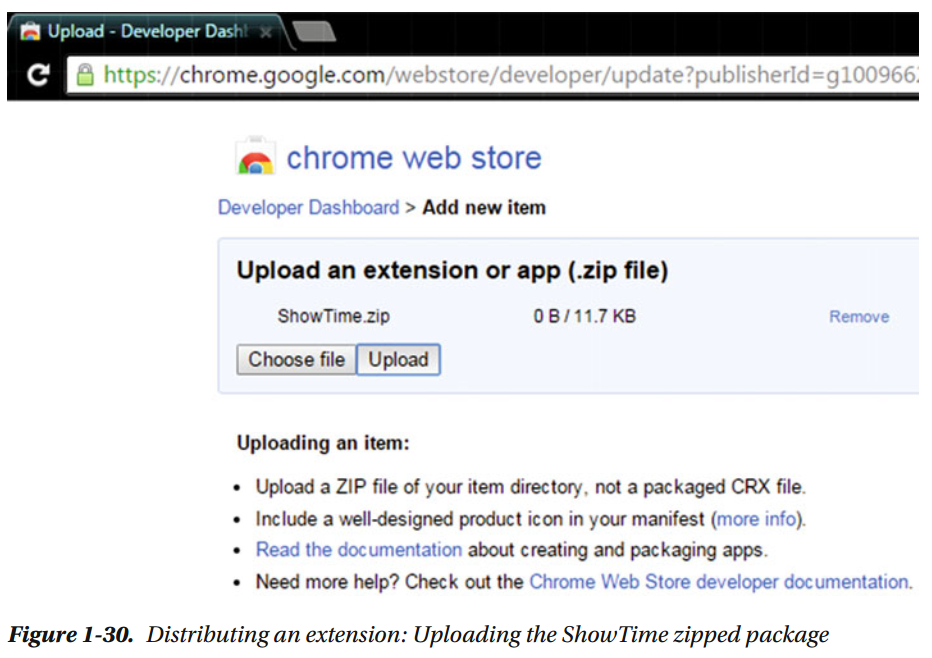 Upload - Developer Dash
https://chrome.google.com/webstore/developer/update?publisherId=g100966
chrome web store
Developer Dashboard > Add new item
Upload an extension or app (.zip file)
ShowTime.zip 0 B / 11.7 KB Remove
Choose file Upload
Uploading an item:
• Upload a ZIP file of your item directory, not a packaged CRX file.
• Include a well-designed product icon in your manifest (more info).
• Read the documentation about creating and packaging apps.
• Need more help? Check out the Chrome Web Store developer documentation.
Figure 1-30. Distributing an extension: Uploading the ShowTime zipped package